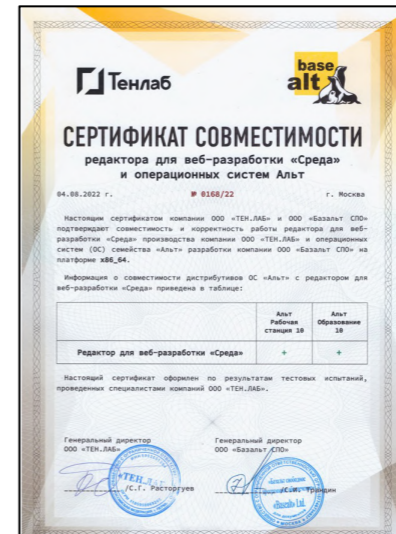 Тенлаб
base
alt
СЕРТИФИКАТ СОВМЕСТИМОСТИ
редактора для веб-разработки «Среда»
и операционных систем Альт
04.08.2022 г. № 0168/22 г. Москва
Настоящим сертификатом компании ООО «ТЕН.ЛАБ» и ООО «Базальт СПО»
подтверждают совместимость и корректность работы редактора для веб-
разработки «Среда» производства компании ООО «ТЕН.ЛАБ» и операционных
систем (ОС) семейства «Альт» разработки компании ООО «Базальт СПО» на
платформе x86_64.
Информация о совместимости дистрибутивов ОС «Альт» с редактором для
веб-разработки «Среда» приведена в таблице:
Альт Рабочая станция 10
Альт Образование 10
Редактор для веб-разработки «Среда» + +
Настоящий сертификат оформлен по результатам тестовых испытаний,
проведенных специалистами компаний ООО «ТЕН.ЛАБ».
Генеральный директор
ООО «ТЕН.ЛАБ»
/С.Г. Расторгуев
Генеральный директор
ООО «Базальт СПО»
/С.И. Трандин
«ТЕН.ЛАБ»